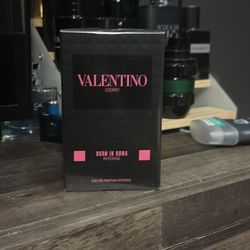 VALENTINO
UOMO
BORN IN ROMA
INTENSE
EAU DE PARFUM INTENSE